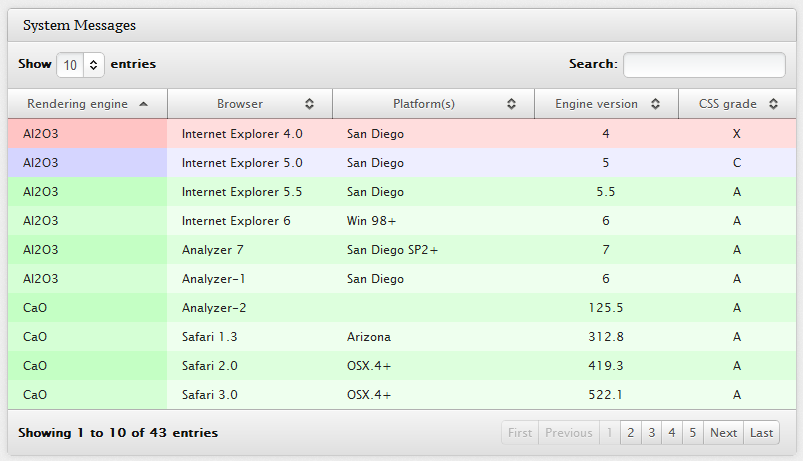 System Messages
Show 10 entries Search:
Rendering engine Browser Platform(s) Engine version CSS grade
Al2O3 Internet Explorer 4.0 San Diego 4 X
Al2O3 Internet Explorer 5.0 San Diego 5 C
Al2O3 Internet Explorer 5.5 San Diego 5.5 A
Al2O3 Internet Explorer 6 Win 98+ 6 A
Al2O3 Analyzer 7 San Diego SP2+ 7 A
Al2O3 Analyzer-1 San Diego 6 A
CaO Analyzer-2 125.5 A
CaO Safari 1.3 Arizona 312.8 A
CaO Safari 2.0 OSX.4+ 419.3 A
CaO Safari 3.0 OSX.4+ 522.1 A
Showing 1 to 10 of 43 entries First Previous 1 2 3 4 5 Next Last